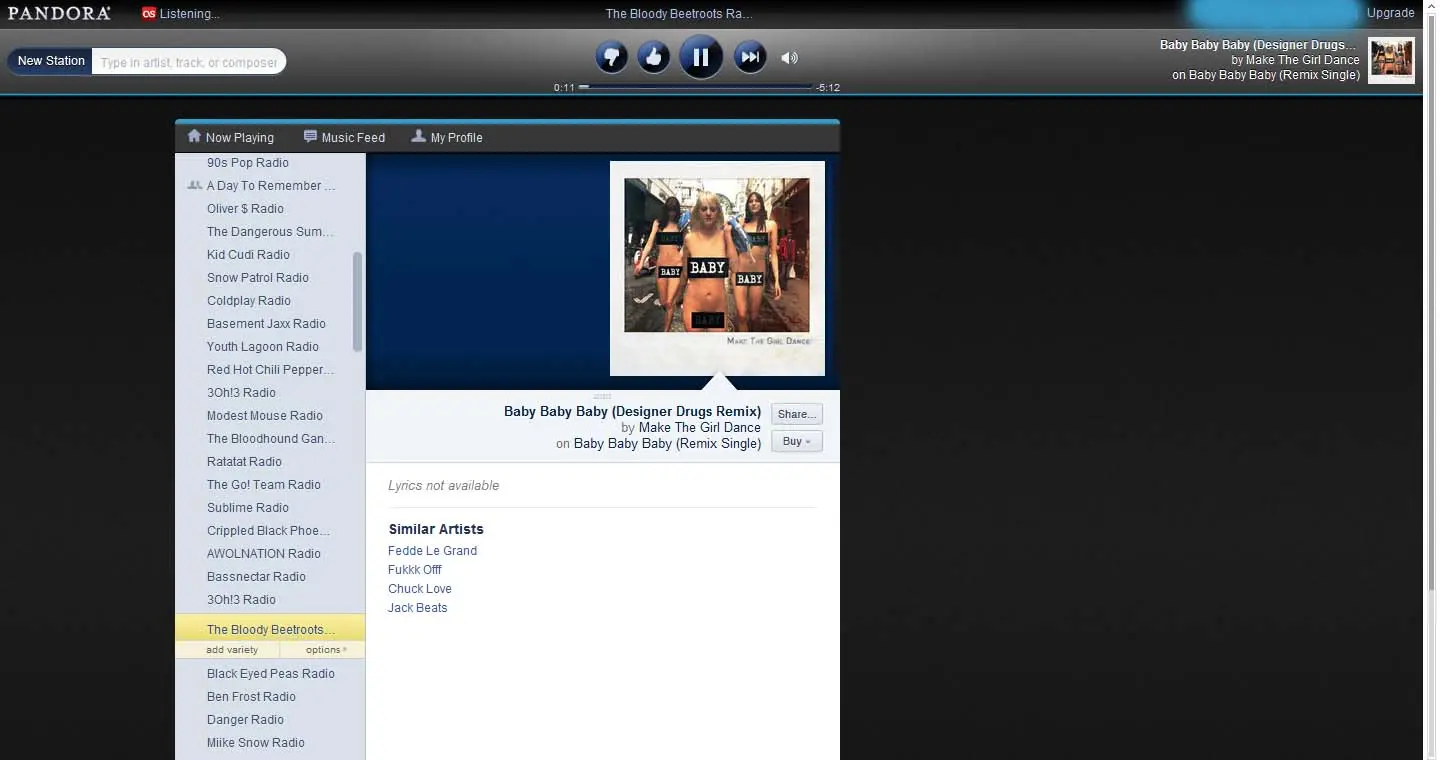 PANDORA
Listening...
The Bloody Beetroots Ra...
Upgrade
New Station
Type in artist, track, or composer
0:11
-5:12
Baby Baby Baby (Designer Drugs...
by Make The Girl Dance
on Baby Baby Baby (Remix Single)
Now Playing
Music Feed
My Profile
90s Pop Radio
A Day To Remember ...
Oliver $ Radio
The Dangerous Sum...
Kid Cudi Radio
Snow Patrol Radio
Coldplay Radio
Basement Jaxx Radio
Youth Lagoon Radio
Red Hot Chili Pepper...
3Oh!3 Radio
Modest Mouse Radio
The Bloodhound Gan...
Ratatat Radio
The Go! Team Radio
Sublime Radio
Crippled Black Phoe...
AWOLNATION Radio
Bassnectar Radio
3Oh!3 Radio
The Bloody Beetroots...
add variety
options
Black Eyed Peas Radio
Ben Frost Radio
Danger Radio
Miike Snow Radio
BABY
BABY
BABY
BABY
BABY
BABY
MAKE THE GIRL DANCE
Baby Baby Baby (Designer Drugs Remix)
by Make The Girl Dance
on Baby Baby Baby (Remix Single)
Share...
Buy
Lyrics not available
Similar Artists
Fedde Le Grand
Fukkk Offf
Chuck Love
Jack Beats